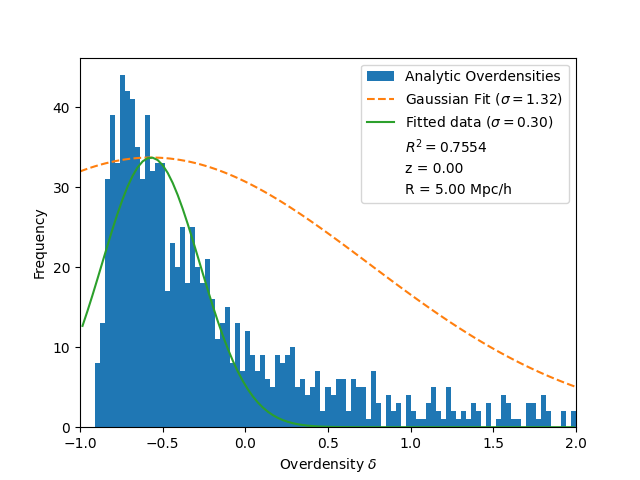 Analytic Overdensities
Gaussian Fit (σ = 1.32)
Fitted data (σ = 0.30)
R² = 0.7554
z = 0.00
R = 5.00 Mpc/h
40
30
20
10
0
Frequency
−1.0 −0.5 0.0 0.5 1.0 1.5 2.0
Overdensity δ